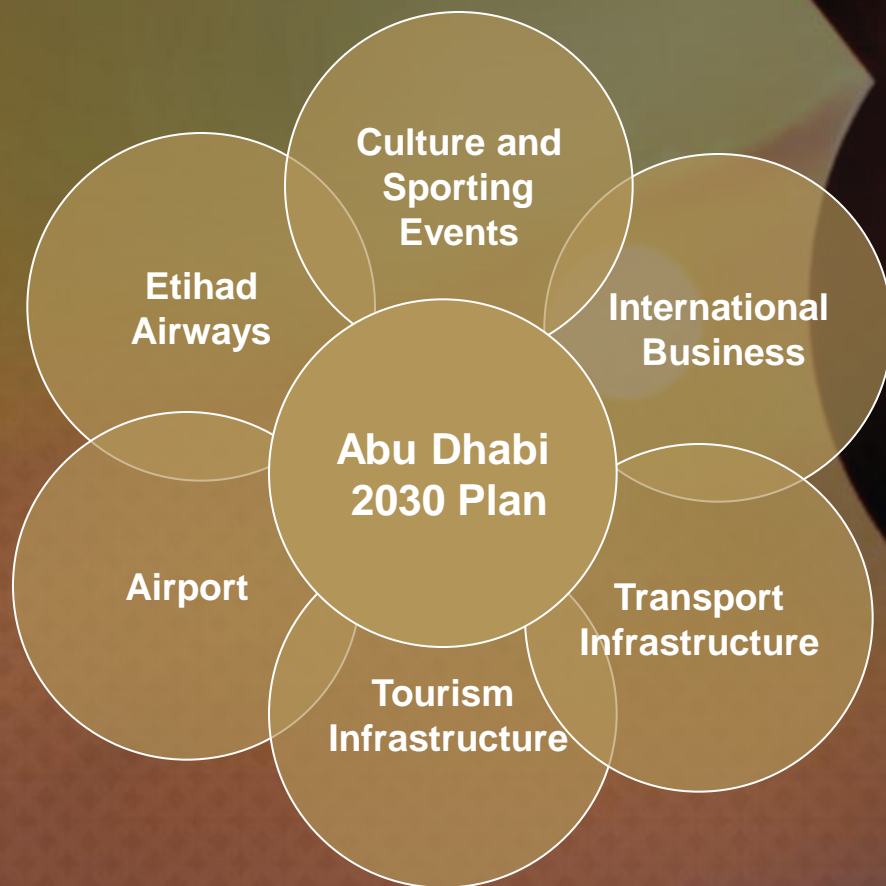 Culture and
Sporting
Events
Etihad
Airways
International
Business
Abu Dhabi
2030 Plan
Airport
Transport
Infrastructure
Tourism
Infrastructure